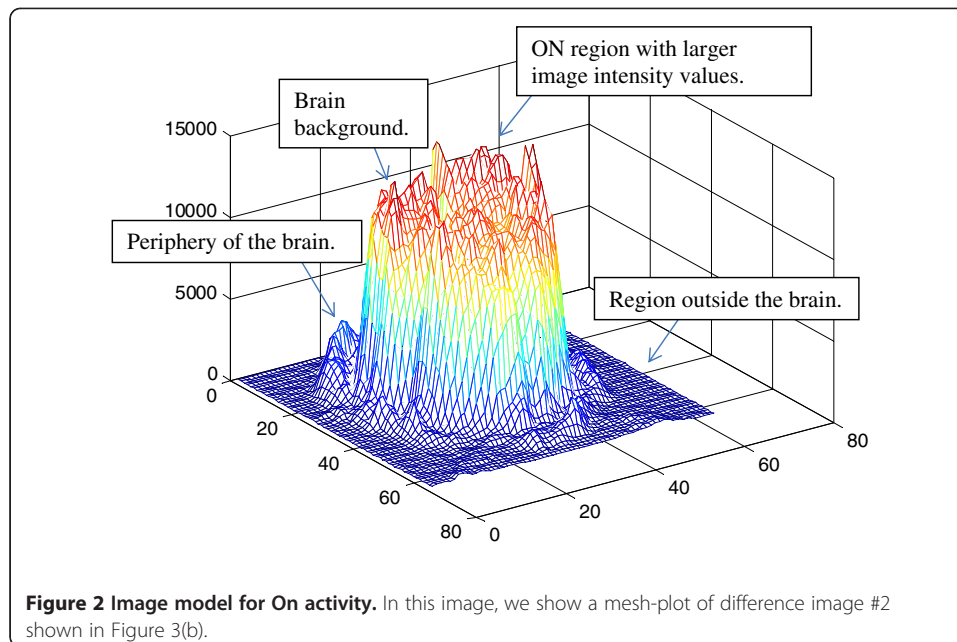 ON region with larger
image intensity values.
Brain
background.
Periphery of the brain.
Region outside the brain.
15000
10000
5000
0
0
20
40
60
80
0
20
40
60
80
Figure 2 Image model for On activity. In this image, we show a mesh-plot of difference image #2
shown in Figure 3(b).